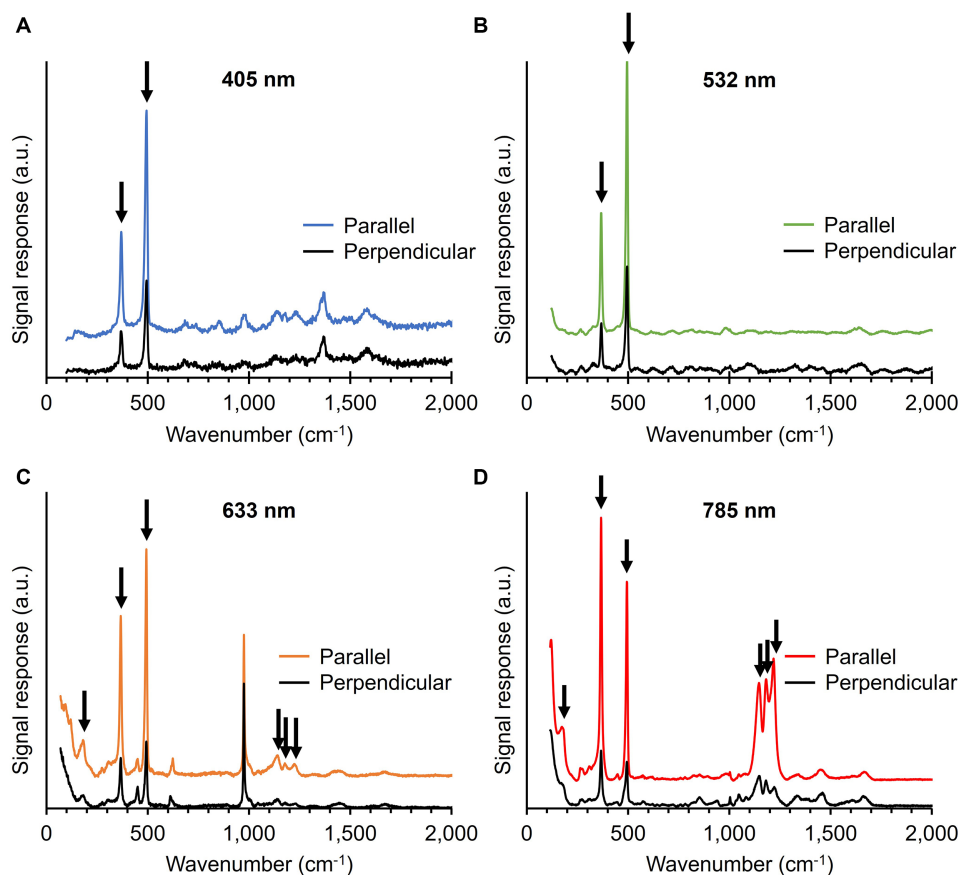 A
405 nm
Signal response (a.u.)
Parallel
Perpendicular
0 500 1,000 1,500 2,000
Wavenumber (cm-1)
B
532 nm
Signal response (a.u.)
Parallel
Perpendicular
0 500 1,000 1,500 2,000
Wavenumber (cm-1)
C
633 nm
Signal response (a.u.)
Parallel
Perpendicular
0 500 1,000 1,500 2,000
Wavenumber (cm-1)
D
785 nm
Signal response (a.u.)
Parallel
Perpendicular
0 500 1,000 1,500 2,000
Wavenumber (cm-1)